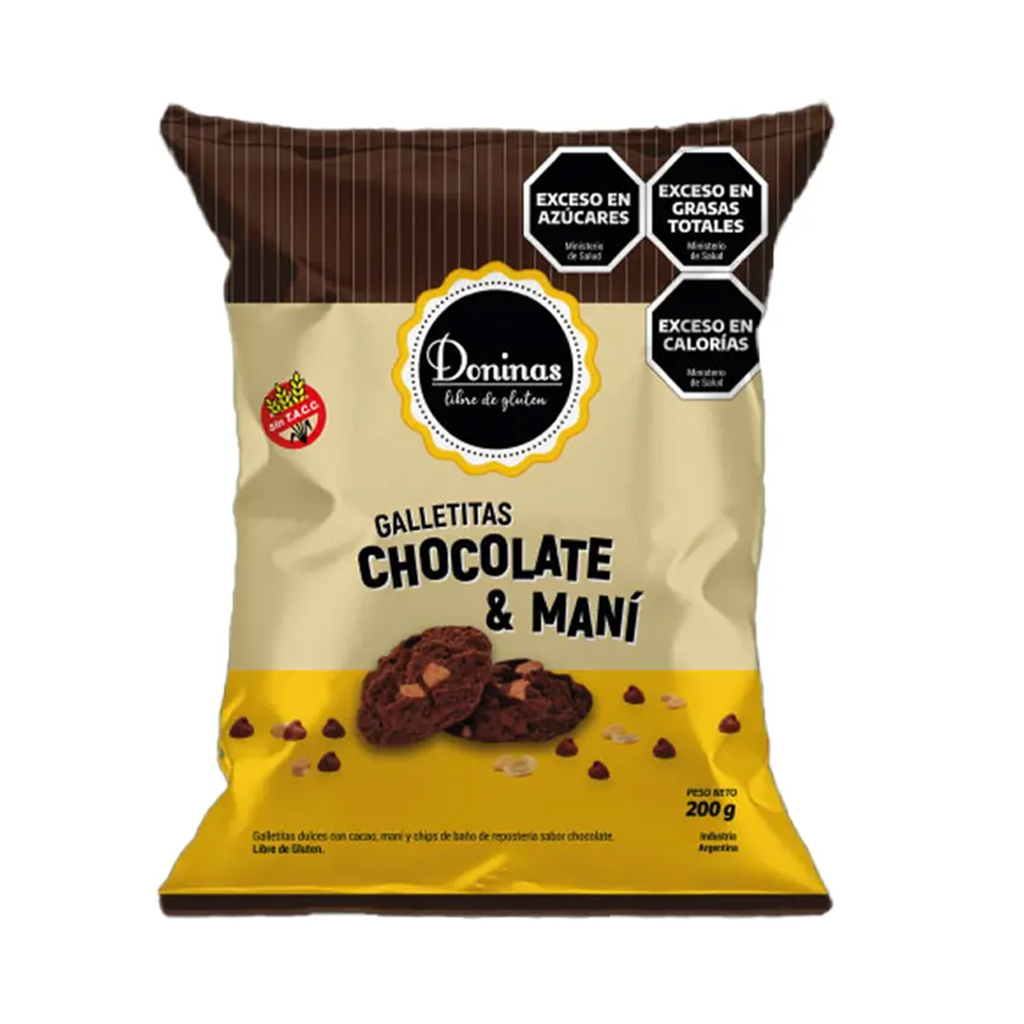 EXCESO EN
AZÚCARES
Ministerio
de Salud
EXCESO EN
GRASAS
TOTALES
Ministerio
de Salud
EXCESO EN
CALORÍAS
Ministerio
de Salud
Doninas
libre de gluten
Sin T.A.C.C.
GALLETITAS
CHOCOLATE
& MANÍ
PESO NETO
200 g
Industria
Argentina
Galletitas dulces con cacao, maní y chips de baño de repostería sabor chocolate.
Libre de Gluten.